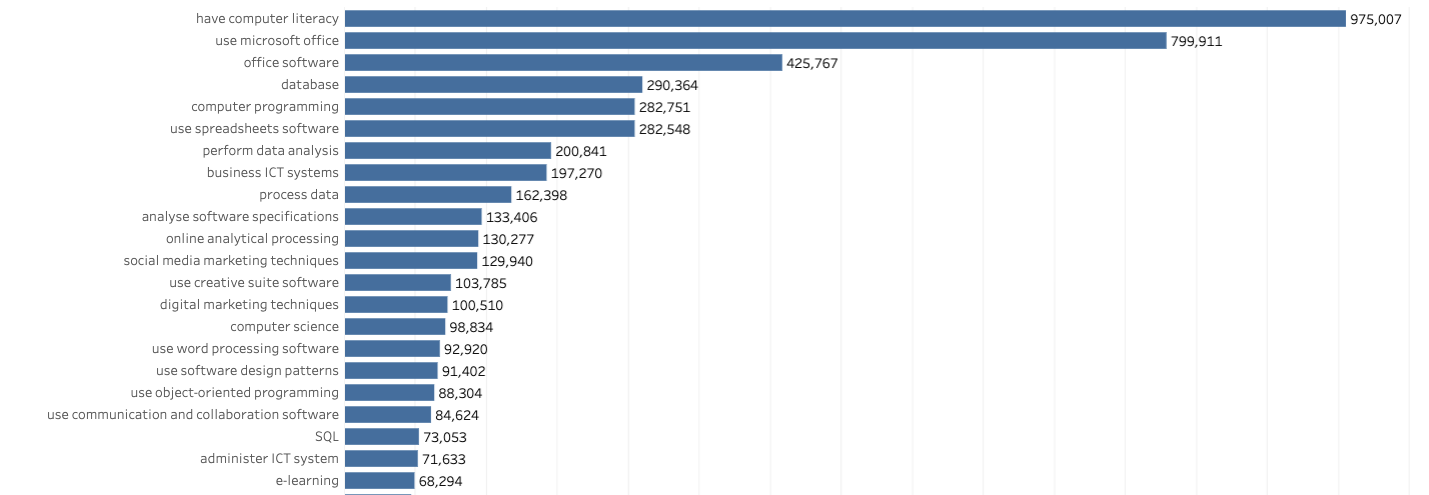 have computer literacy 975,007
use microsoft office 799,911
office software 425,767
database 290,364
computer programming 282,751
use spreadsheets software 282,548
perform data analysis 200,841
business ICT systems 197,270
process data 162,398
analyse software specifications 133,406
online analytical processing 130,277
social media marketing techniques 129,940
use creative suite software 103,785
digital marketing techniques 100,510
computer science 98,834
use word processing software 92,920
use software design patterns 91,402
use object-oriented programming 88,304
use communication and collaboration software 84,624
SQL 73,053
administer ICT system 71,633
e-learning 68,294